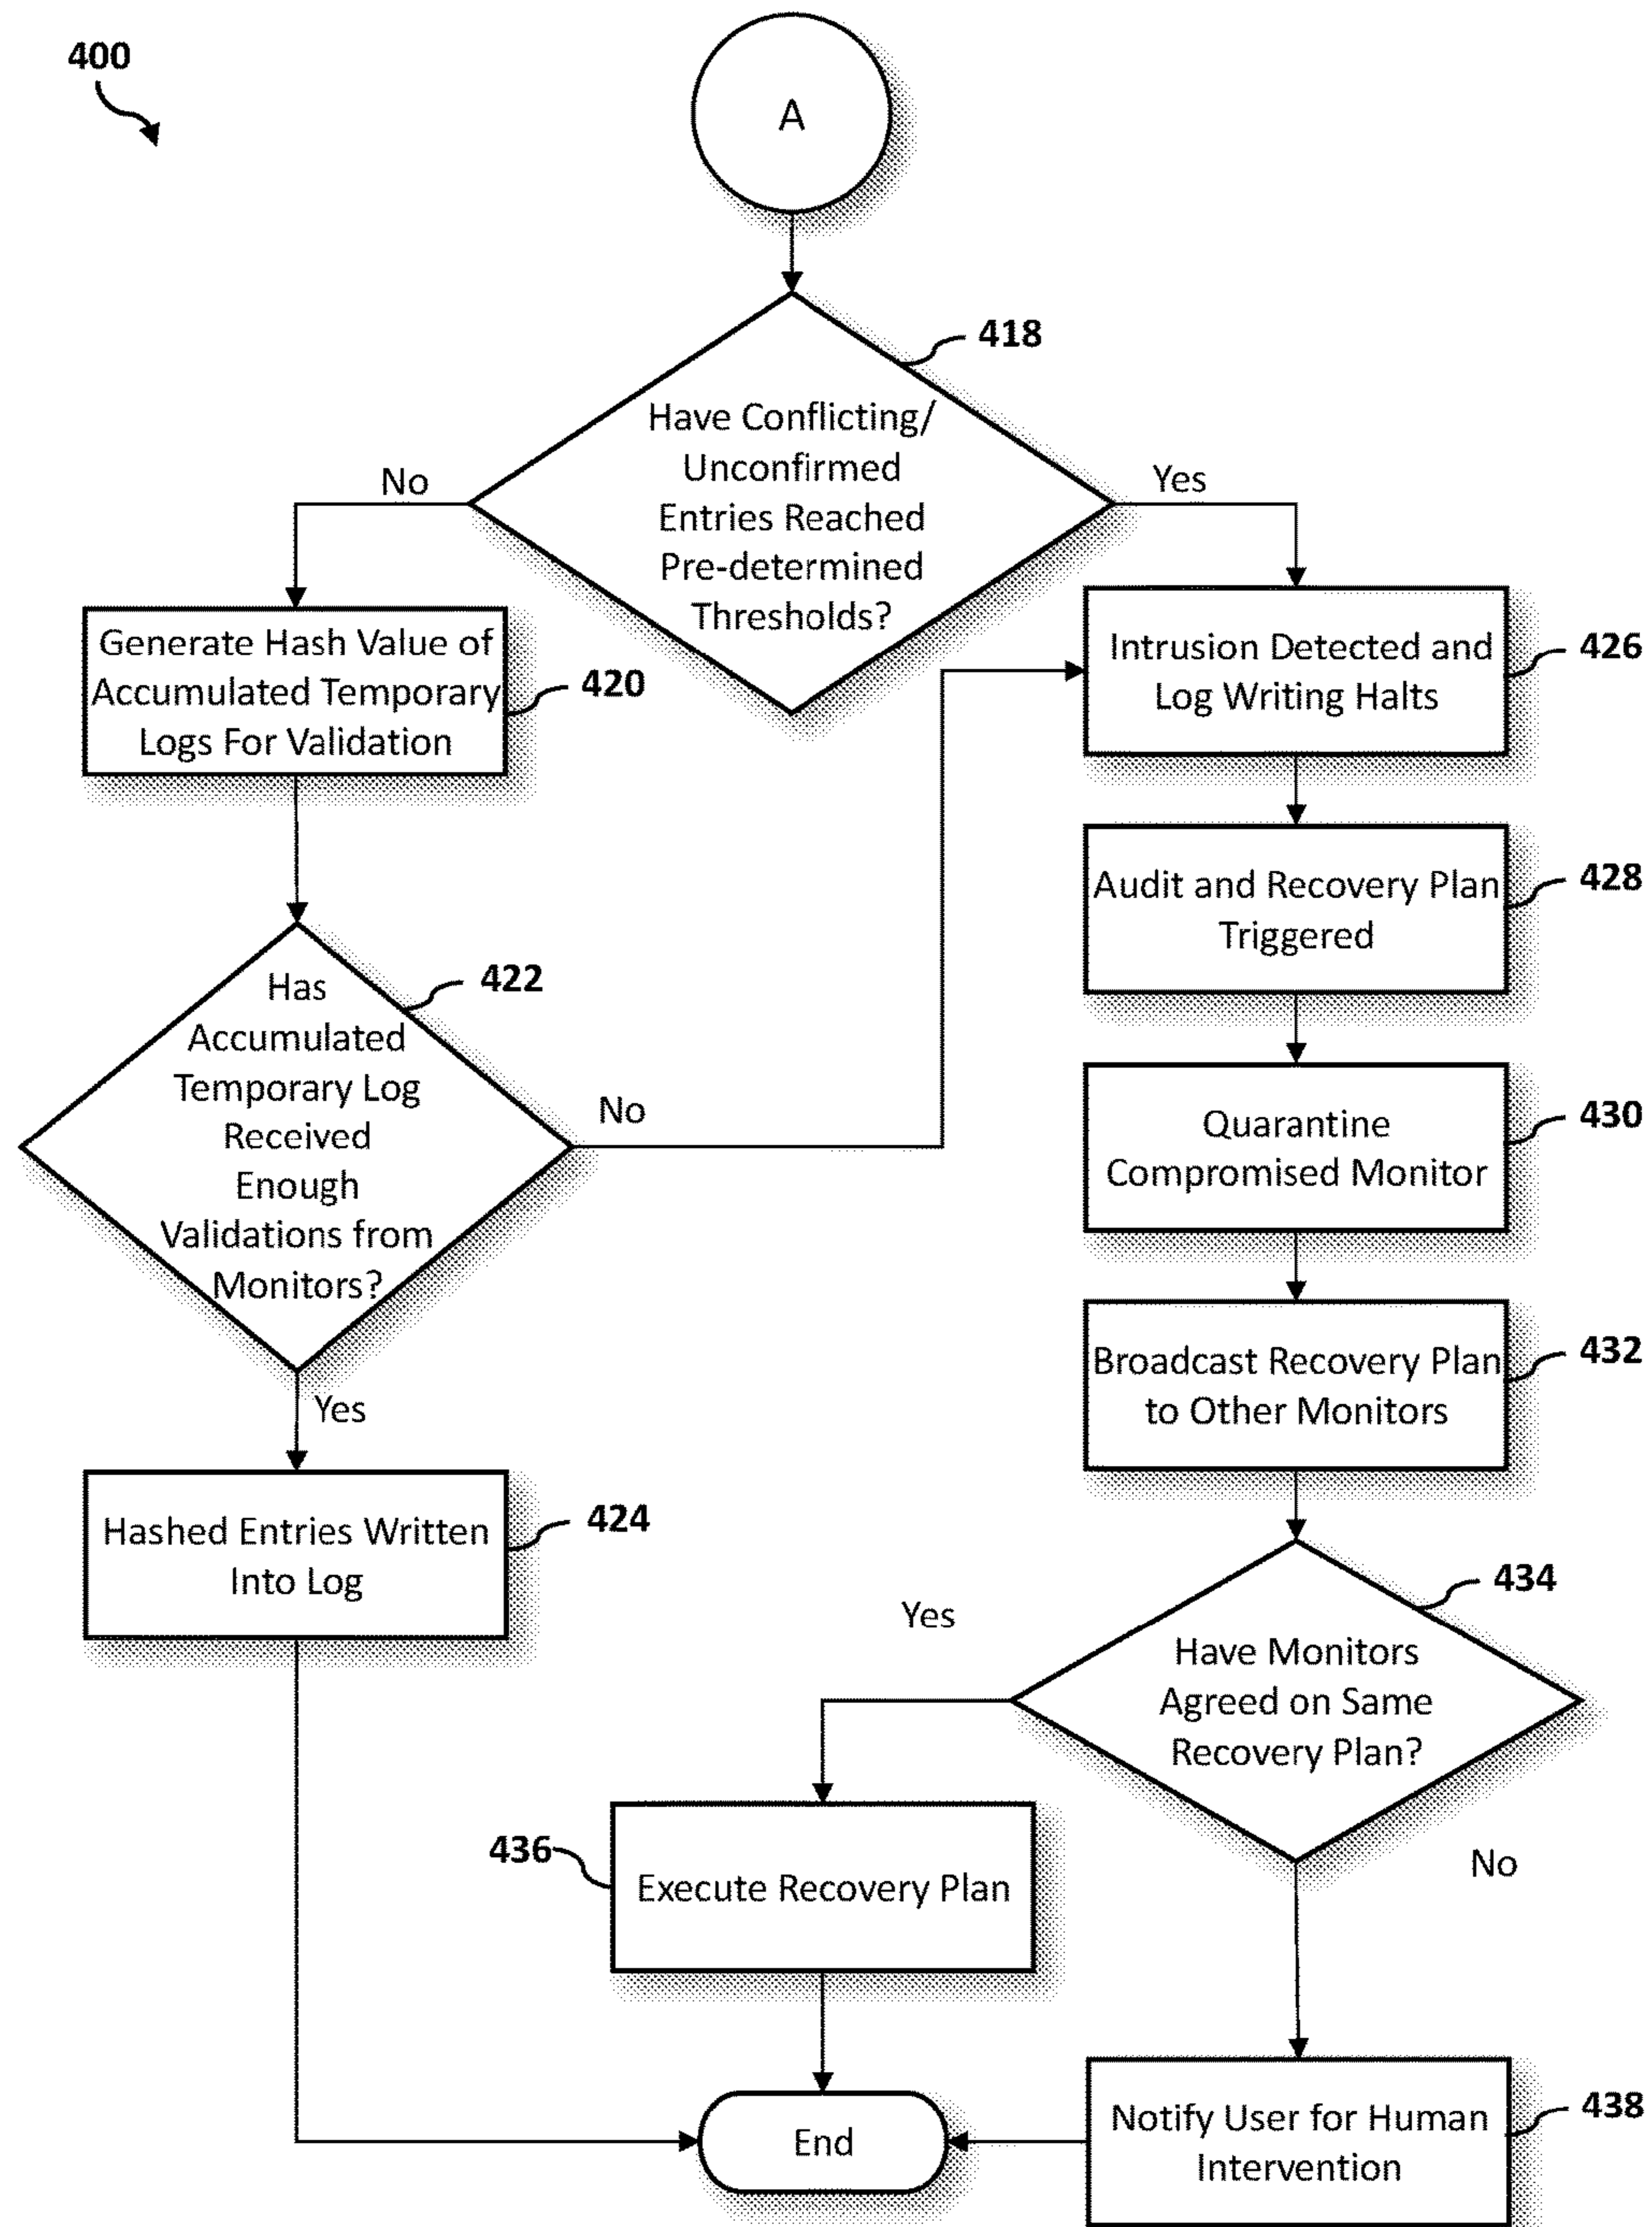 400
A
418
Have Conflicting/
Unconfirmed
Entries Reached
Pre-determined
Thresholds?
No
Yes
Generate Hash Value of
Accumulated Temporary
Logs For Validation
420
Intrusion Detected and
Log Writing Halts
426
Audit and Recovery Plan
Triggered
428
Has
Accumulated
Temporary Log
Received
Enough
Validations from
Monitors?
422
No
Yes
Quarantine
Compromised Monitor
430
Broadcast Recovery Plan
to Other Monitors
432
Hashed Entries Written
Into Log
424
434
Have Monitors
Agreed on Same
Recovery Plan?
Yes
No
436
Execute Recovery Plan
End
Notify User for Human
Intervention
438